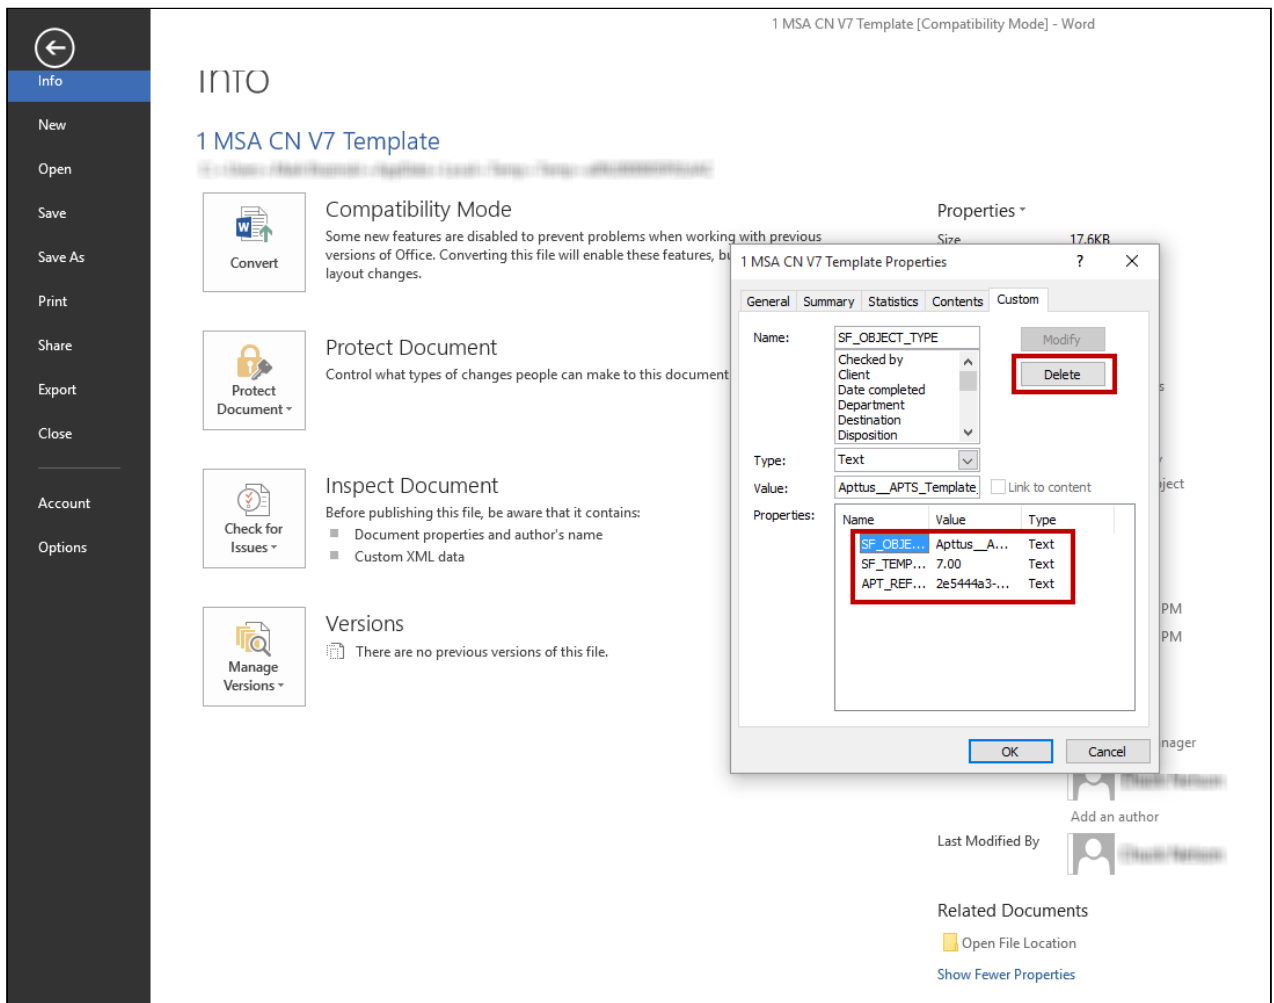 1 MSA CN V7 Template [Compatibility Mode] - Word
Info
Info
New
Open
Save
Save As
Print
Share
Export
Close
Account
Options
1 MSA CN V7 Template
Convert
Compatibility Mode
Some new features are disabled to prevent problems when working with previous
versions of Office. Converting this file will enable these features, bu
layout changes.
Protect
Document
Protect Document
Control what types of changes people can make to this document
Check for
Issues
Inspect Document
Before publishing this file, be aware that it contains:
Document properties and author's name
Custom XML data
Manage
Versions
Versions
There are no previous versions of this file.
Properties
Size 17.6KB
1 MSA CN V7 Template Properties ? X
General Summary Statistics Contents Custom
Name: SF_OBJECT_TYPE Modify
Checked by
Client
Date completed
Department
Destination
Disposition
Delete
Type: Text
Value: Apttus__APTS_Template_ Link to content
Properties:
Name Value Type
SF_OBJE... Apttus__A... Text
SF_TEMP... 7.00 Text
APT_REF... 2e5444a3-... Text
OK Cancel
s
y
ject
PM
PM
nager
Add an author
Last Modified By
Related Documents
Open File Location
Show Fewer Properties